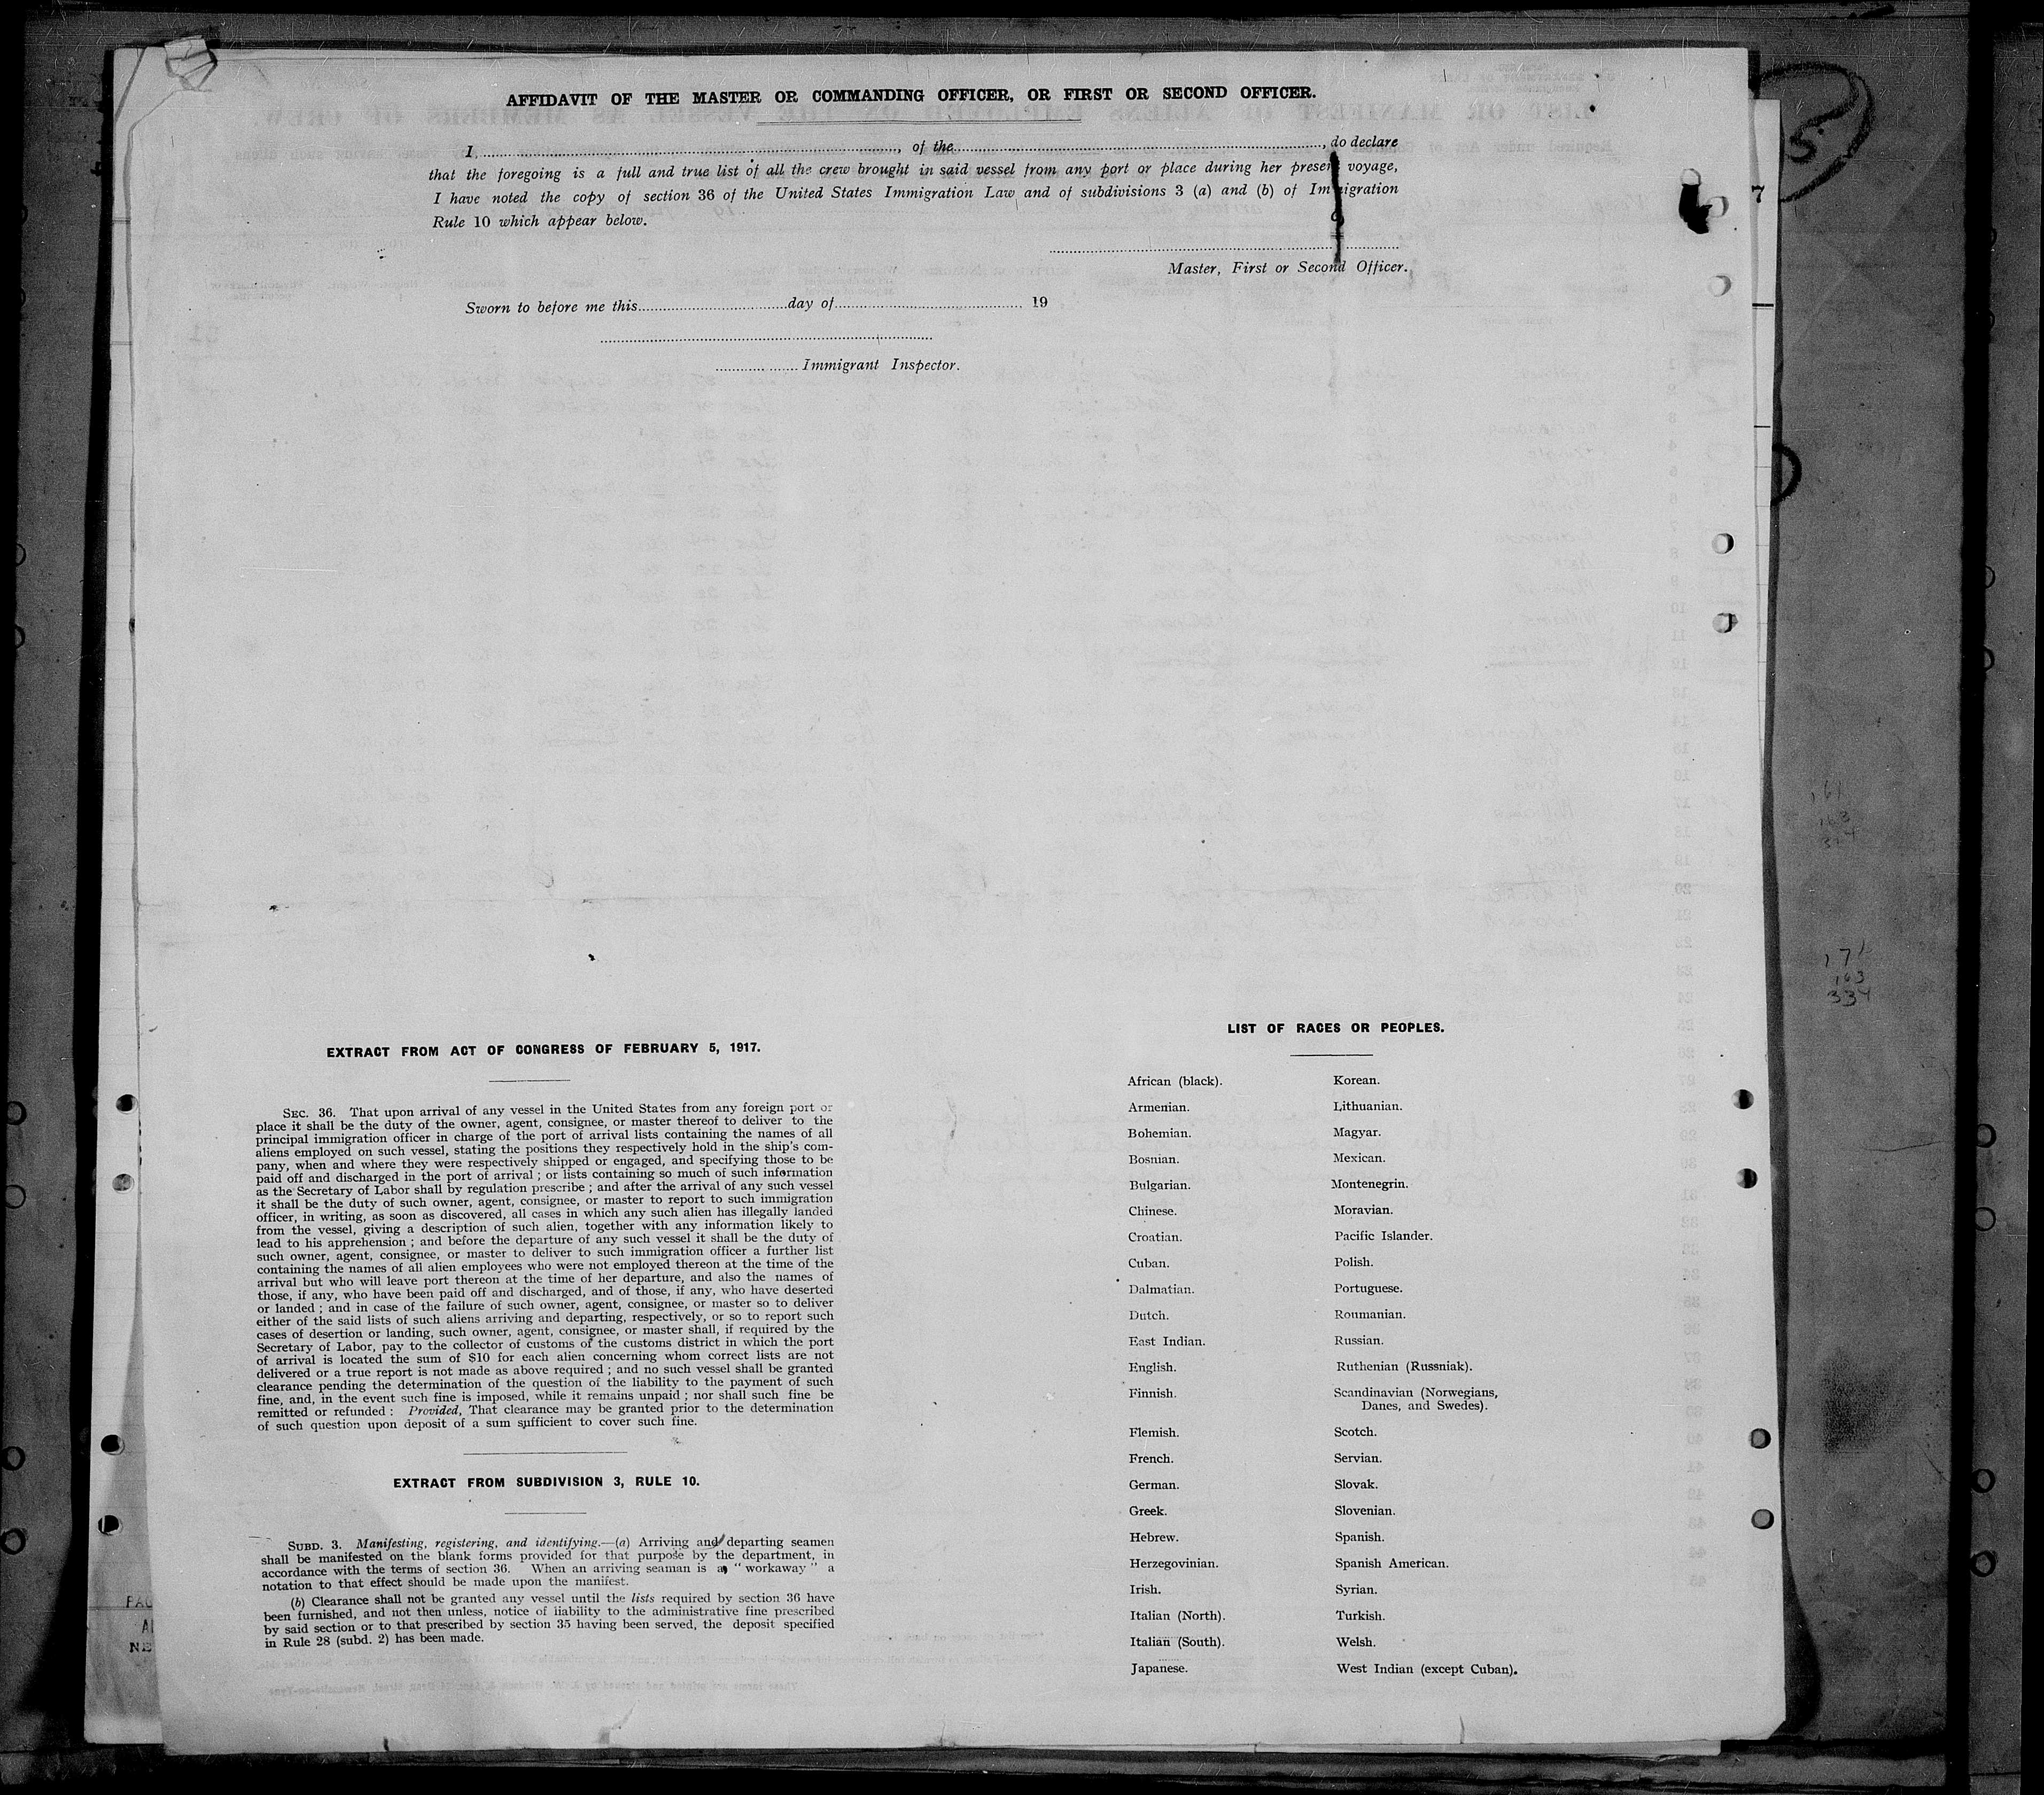 AFFIDAVIT OF THE MASTER OR COMMANDING OFFICER, OR FIRST OR SECOND OFFICER.
I, of the, do declare
that the foregoing is a full and true list of all the crew brought in said vessel from any port or place during her present voyage,
I have noted the copy of section 36 of the United States Immigration Law and of subdivisions 3 (a) and (b) of Immigration
Rule 10 which appear below.
Master, First or Second Officer.
Sworn to before me this day of 19
Immigrant Inspector.
5
7
171
163
334
EXTRACT FROM ACT OF CONGRESS OF FEBRUARY 5, 1917.
SEC. 36. That upon arrival of any vessel in the United States from any foreign port or
place it shall be the duty of the owner, agent, consignee, or master thereof to deliver to the
principal immigration officer in charge of the port of arrival lists containing the names of all
aliens employed on such vessel, stating the positions they respectively hold in the ship's com-
pany, when and where they were respectively shipped or engaged, and specifying those to be
paid off and discharged in the port of arrival ; or lists containing so much of such information
as the Secretary of Labor shall by regulation prescribe ; and after the arrival of any such vessel
it shall be the duty of such owner, agent, consignee, or master to report to such immigration
officer, in writing, as soon as discovered, all cases in which any such alien has illegally landed
from the vessel, giving a description of such alien, together with any information likely to
lead to his apprehension ; and before the departure of any such vessel it shall be the duty of
such owner, agent, consignee, or master to deliver to such immigration officer a further list
containing the names of all alien employees who were not employed thereon at the time of the
arrival but who will leave port thereon at the time of her departure, and also the names of
those, if any, who have been paid off and discharged, and of those, if any, who have deserted
or landed ; and in case of the failure of such owner, agent, consignee, or master so to deliver
either of the said lists of such aliens arriving and departing, respectively, or so to report such
cases of desertion or landing, such owner, agent, consignee, or master shall, if required by the
Secretary of Labor, pay to the collector of customs of the customs district in which the port
of arrival is located the sum of $10 for each alien concerning whom correct lists are not
delivered or a true report is not made as above required ; and no such vessel shall be granted
clearance pending the determination of the question of the liability to the payment of such
fine, and, in the event such fine is imposed, while it remains unpaid ; nor shall such fine be
remitted or refunded : Provided, That clearance may be granted prior to the determination
of such question upon deposit of a sum sufficient to cover such fine.
EXTRACT FROM SUBDIVISION 3, RULE 10.
SUBD. 3. Manifesting, registering, and identifying.—(a) Arriving and departing seamen
shall be manifested on the blank forms provided for that purpose by the department, in
accordance with the terms of section 36. When an arriving seaman is a "workaway" a
notation to that effect should be made upon the manifest.
(b) Clearance shall not be granted any vessel until the lists required by section 36 have
been furnished, and not then unless, notice of liability to the administrative fine prescribed
by said section or to that prescribed by section 35 having been served, the deposit specified
in Rule 28 (subd. 2) has been made.
LIST OF RACES OR PEOPLES.
African (black). Korean.
Armenian. Lithuanian.
Bohemian. Magyar.
Bosnian. Mexican.
Bulgarian. Montenegrin.
Chinese. Moravian.
Croatian. Pacific Islander.
Cuban. Polish.
Dalmatian. Portuguese.
Dutch. Roumanian.
East Indian. Russian.
English. Ruthenian (Russniak).
Finnish. Scandinavian (Norwegians,
Danes, and Swedes).
Flemish. Scotch.
French. Servian.
German. Slovak.
Greek. Slovenian.
Hebrew. Spanish.
Herzegovinian. Spanish American.
Irish. Syrian.
Italian (North). Turkish.
Italian (South). Welsh.
Japanese. West Indian (except Cuban).